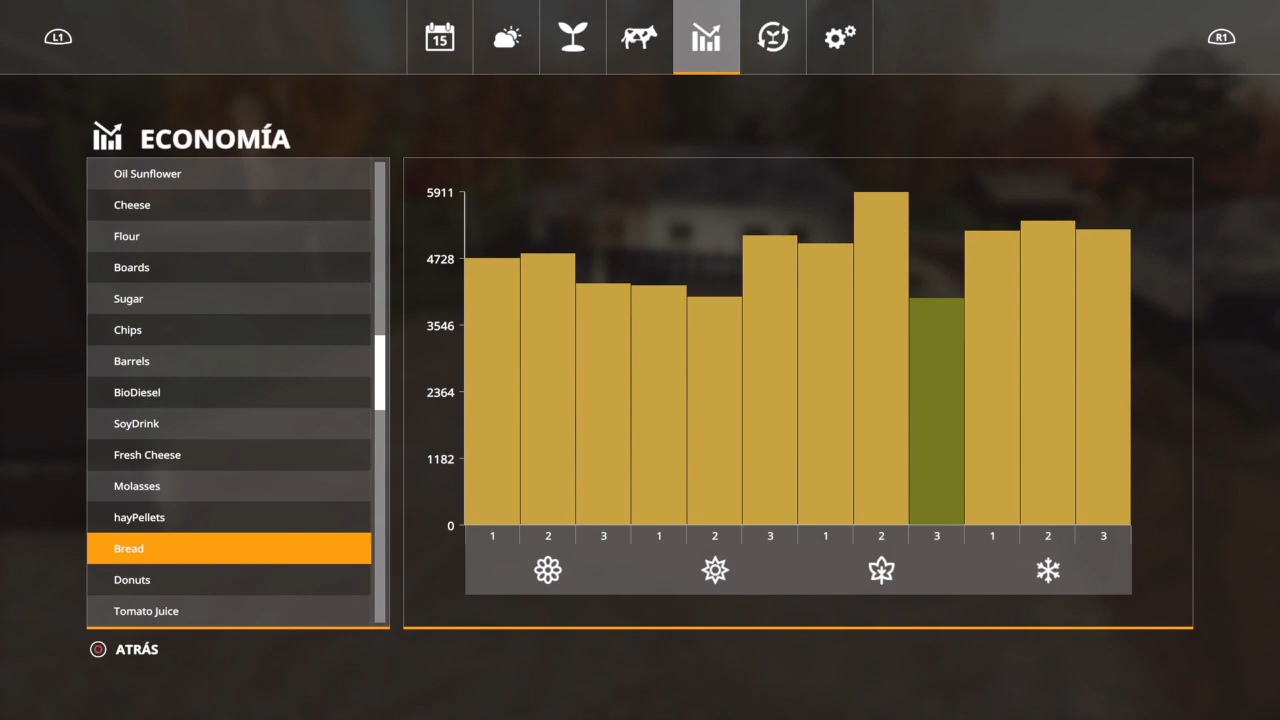 L1
15
R1
ECONOMÍA
Oil Sunflower
Cheese
Flour
Boards
Sugar
Chips
Barrels
BioDiesel
SoyDrink
Fresh Cheese
Molasses
hayPellets
Bread
Donuts
Tomato Juice
5911
4728
3546
2364
1182
0
1 2 3 1 2 3 1 2 3 1 2 3
ATRÁS